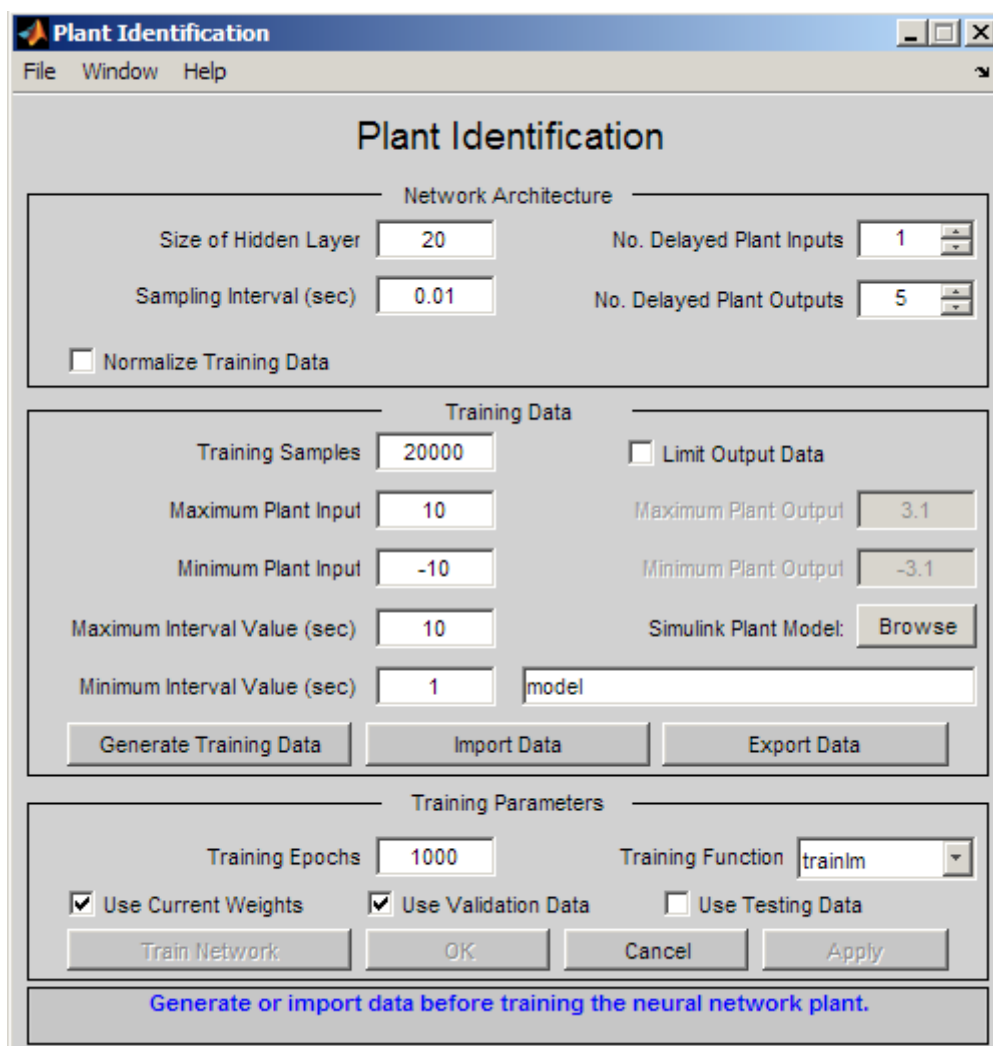 Plant Identification
File Window Help
Plant Identification
Network Architecture
Size of Hidden Layer 20 No. Delayed Plant Inputs 1
Sampling Interval (sec) 0.01 No. Delayed Plant Outputs 5
Normalize Training Data
Training Data
Training Samples 20000 Limit Output Data
Maximum Plant Input 10 Maximum Plant Output 3.1
Minimum Plant Input -10 Minimum Plant Output -3.1
Maximum Interval Value (sec) 10 Simulink Plant Model: Browse
Minimum Interval Value (sec) 1 model
Generate Training Data Import Data Export Data
Training Parameters
Training Epochs 1000 Training Function trainlm
Use Current Weights Use Validation Data Use Testing Data
Train Network OK Cancel Apply
Generate or import data before training the neural network plant.